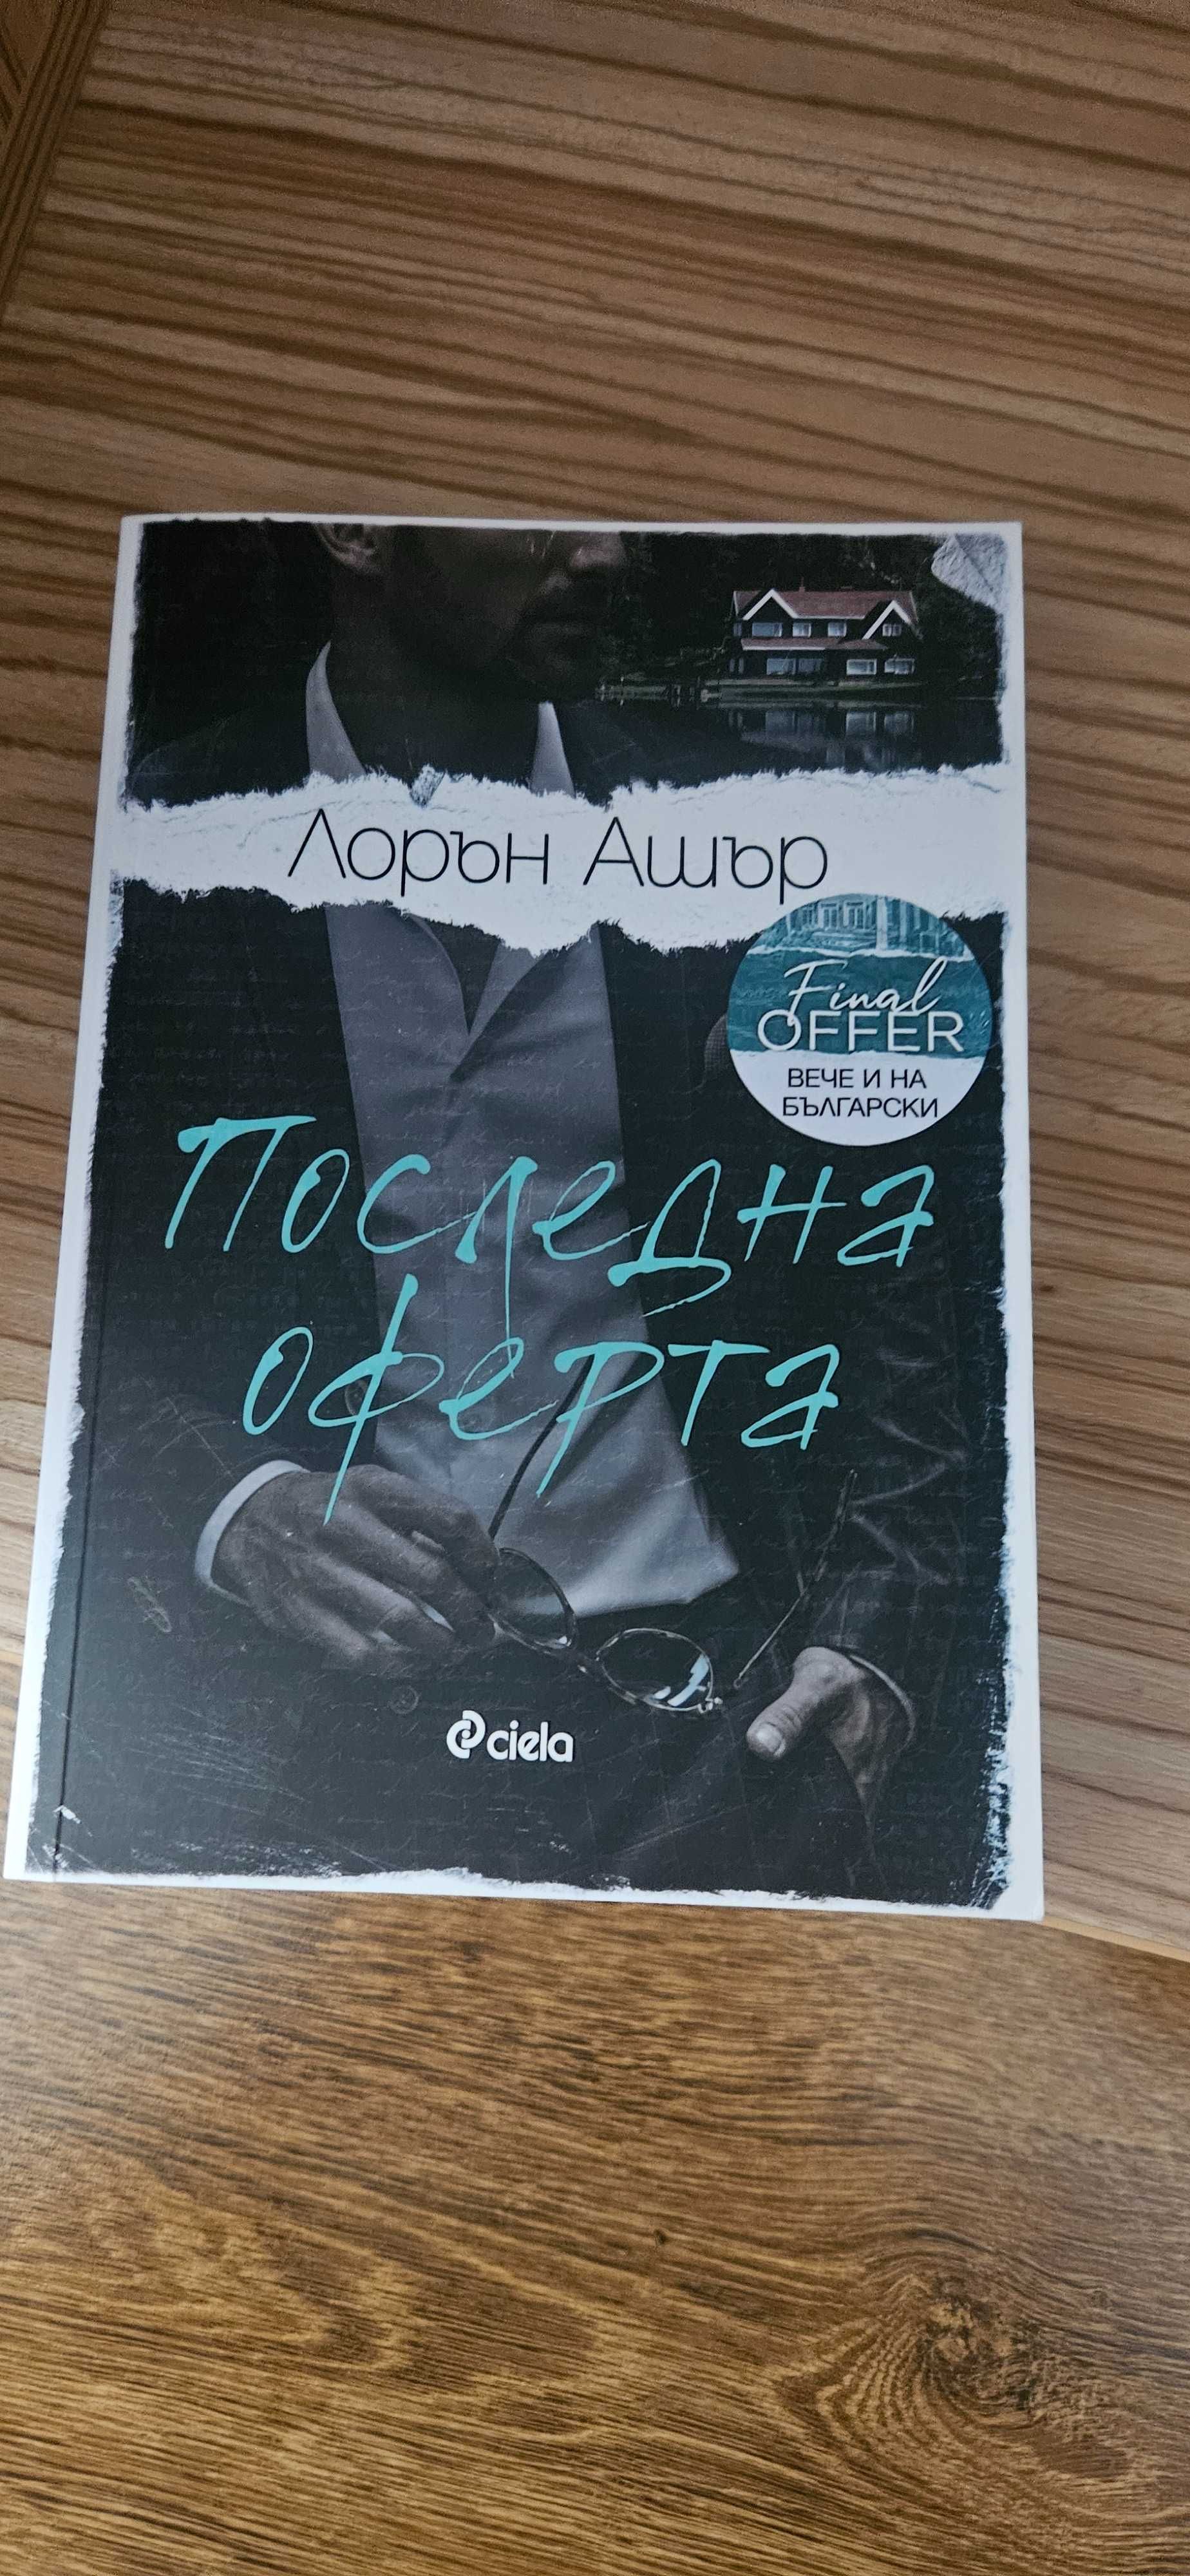 Лорън Ашър
Final
OFFER
ВЕЧЕ И НА
БЪЛГАРСКИ
Последна
оферта
ciela